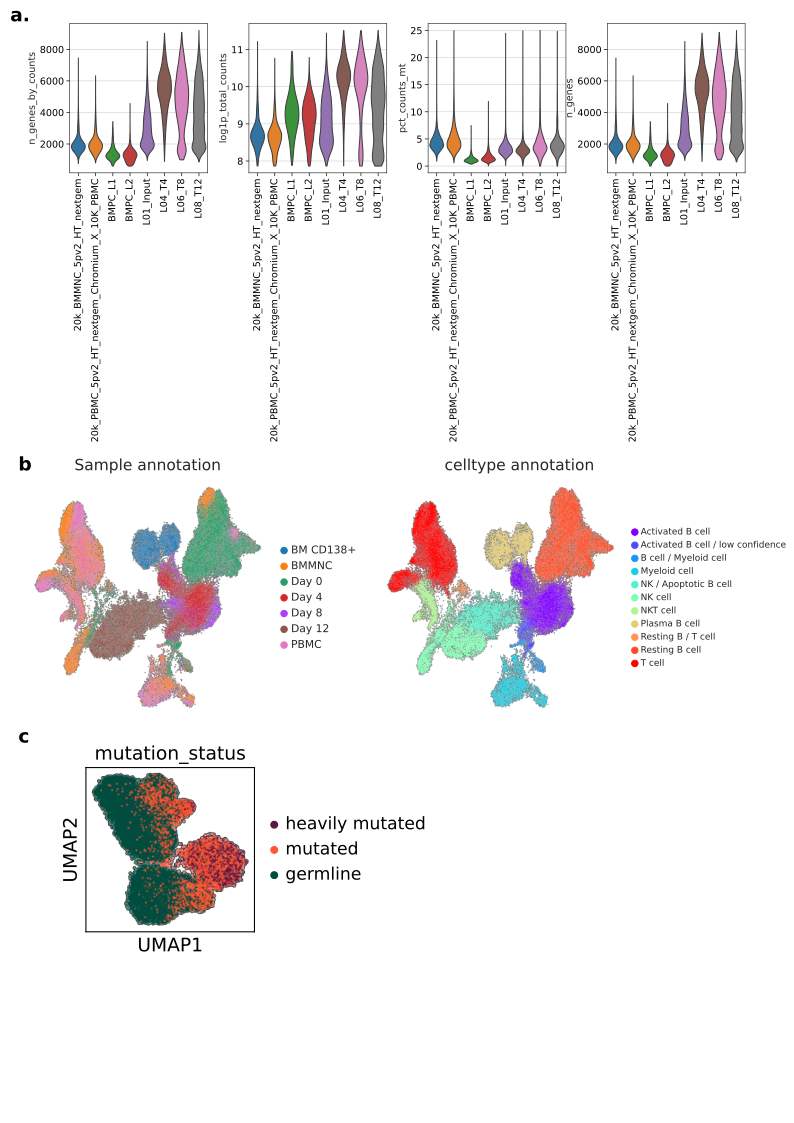 a.
n_genes_by_counts
8000
6000
4000
2000
20k_BMMNC_5pv2_HT_nextgem
20k_PBMC_5pv2_HT_nextgem_Chromium_X_10K_PBMC
BMPC_L1
BMPC_L2
L01_Input
L04_T4
L06_T8
L08_T12
log1p_total_counts
11
10
9
8
20k_BMMNC_5pv2_HT_nextgem
20k_PBMC_5pv2_HT_nextgem_Chromium_X_10K_PBMC
BMPC_L1
BMPC_L2
L01_Input
L04_T4
L06_T8
L08_T12
pct_counts_mt
25
20
15
10
5
0
20k_BMMNC_5pv2_HT_nextgem
20k_PBMC_5pv2_HT_nextgem_Chromium_X_10K_PBMC
BMPC_L1
BMPC_L2
L01_Input
L04_T4
L06_T8
L08_T12
n_genes
8000
6000
4000
2000
20k_BMMNC_5pv2_HT_nextgem
20k_PBMC_5pv2_HT_nextgem_Chromium_X_10K_PBMC
BMPC_L1
BMPC_L2
L01_Input
L04_T4
L06_T8
L08_T12
b
Sample annotation
BM CD138+
BMMNC
Day 0
Day 4
Day 8
Day 12
PBMC
celltype annotation
Activated B cell
Activated B cell / low confidence
B cell / Myeloid cell
Myeloid cell
NK / Apoptotic B cell
NK cell
NKT cell
Plasma B cell
Resting B / T cell
Resting B cell
T cell
c
mutation_status
UMAP2
UMAP1
heavily mutated
mutated
germline